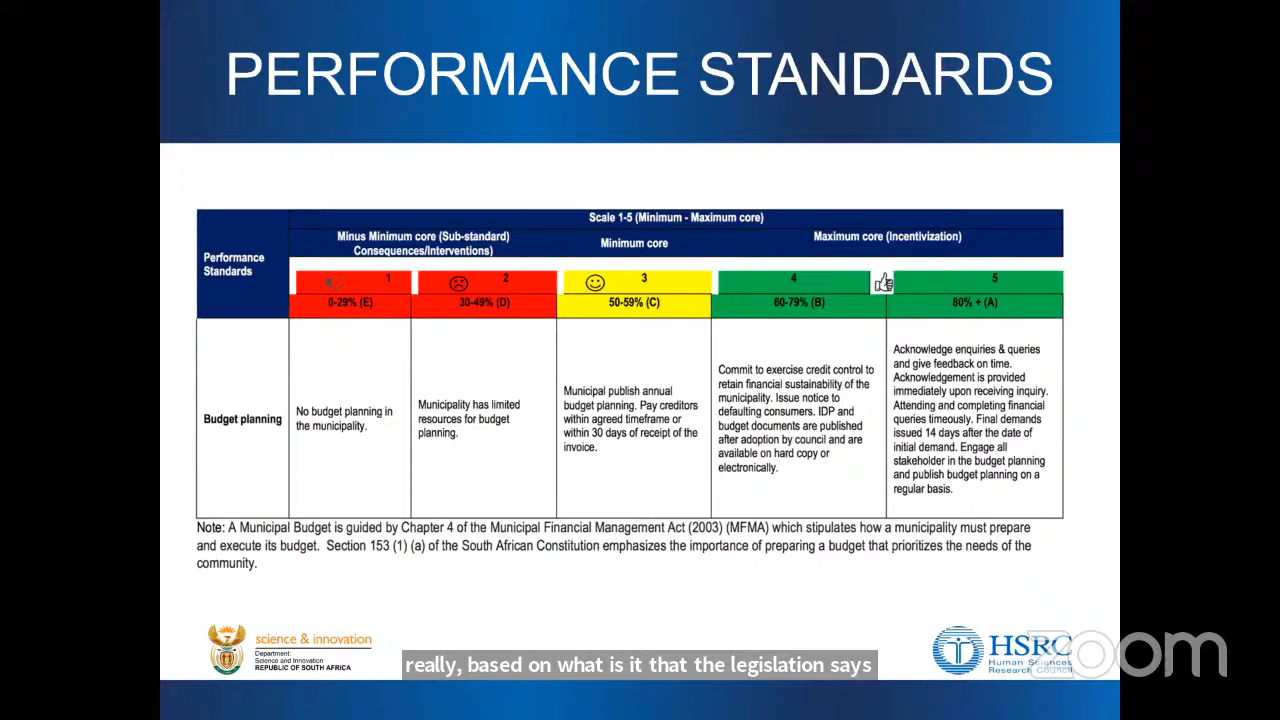 PERFORMANCE STANDARDS
Performance
Standards
Scale 1-5 (Minimum - Maximum core)
Minus Minimum core (Sub-standard)
Consequences/Interventions)
Minimum core
Maximum core (Incentivization)
1
2
3
4
5
0-29% (E)
30-49% (D)
50-59% (C)
60-79% (B)
80% + (A)
Budget planning
No budget planning in
the municipality.
Municipality has limited
resources for budget
planning.
Municipal publish annual
budget planning. Pay creditors
within agreed timeframe or
within 30 days of receipt of the
invoice.
Commit to exercise credit control to
retain financial sustainability of the
municipality. Issue notice to
defaulting consumers. IDP and
budget documents are published
after adoption by council and are
available on hard copy or
electronically.
Acknowledge enquiries & queries
and give feedback on time.
Acknowledgement is provided
immediately upon receiving inquiry.
Attending and completing financial
queries timeously. Final demands
issued 14 days after the date of
initial demand. Engage all
stakeholder in the budget planning
and publish budget planning on a
regular basis.
Note: A Municipal Budget is guided by Chapter 4 of the Municipal Financial Management Act (2003) (MFMA) which stipulates how a municipality must prepare
and execute its budget. Section 153 (1) (a) of the South African Constitution emphasizes the importance of preparing a budget that prioritizes the needs of the
community.
science & innovation
Department:
Science and Innovation
REPUBLIC OF SOUTH AFRICA
really, based on what is it that the legislation says
HSRC
Human Sciences
Research Council
zoom